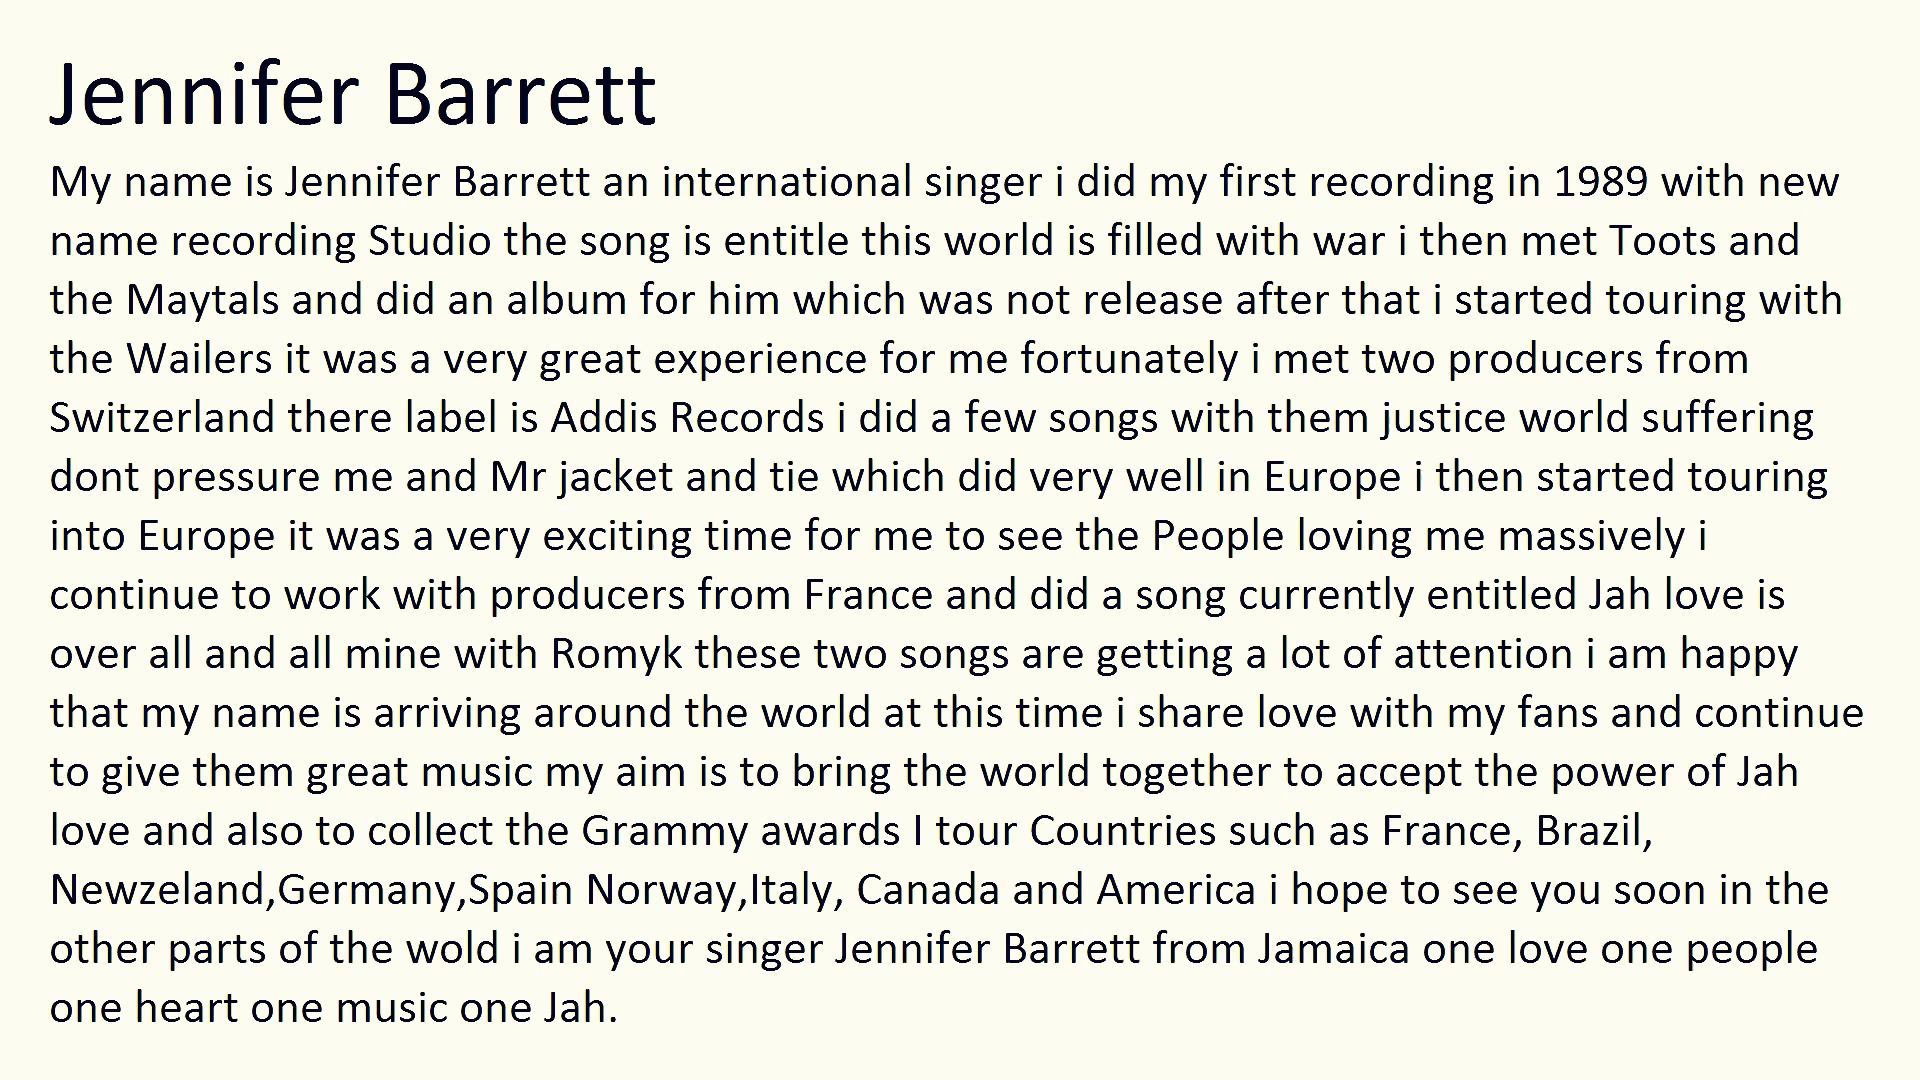 Jennifer Barrett
My name is Jennifer Barrett an international singer i did my first recording in 1989 with new
name recording Studio the song is entitle this world is filled with war i then met Toots and
the Maytals and did an album for him which was not release after that i started touring with
the Wailers it was a very great experience for me fortunately i met two producers from
Switzerland there label is Addis Records i did a few songs with them justice world suffering
dont pressure me and Mr jacket and tie which did very well in Europe i then started touring
into Europe it was a very exciting time for me to see the People loving me massively i
continue to work with producers from France and did a song currently entitled Jah love is
over all and all mine with Romyk these two songs are getting a lot of attention i am happy
that my name is arriving around the world at this time i share love with my fans and continue
to give them great music my aim is to bring the world together to accept the power of Jah
love and also to collect the Grammy awards I tour Countries such as France, Brazil,
Newzeland,Germany,Spain Norway,Italy, Canada and America i hope to see you soon in the
other parts of the wold i am your singer Jennifer Barrett from Jamaica one love one people
one heart one music one Jah.